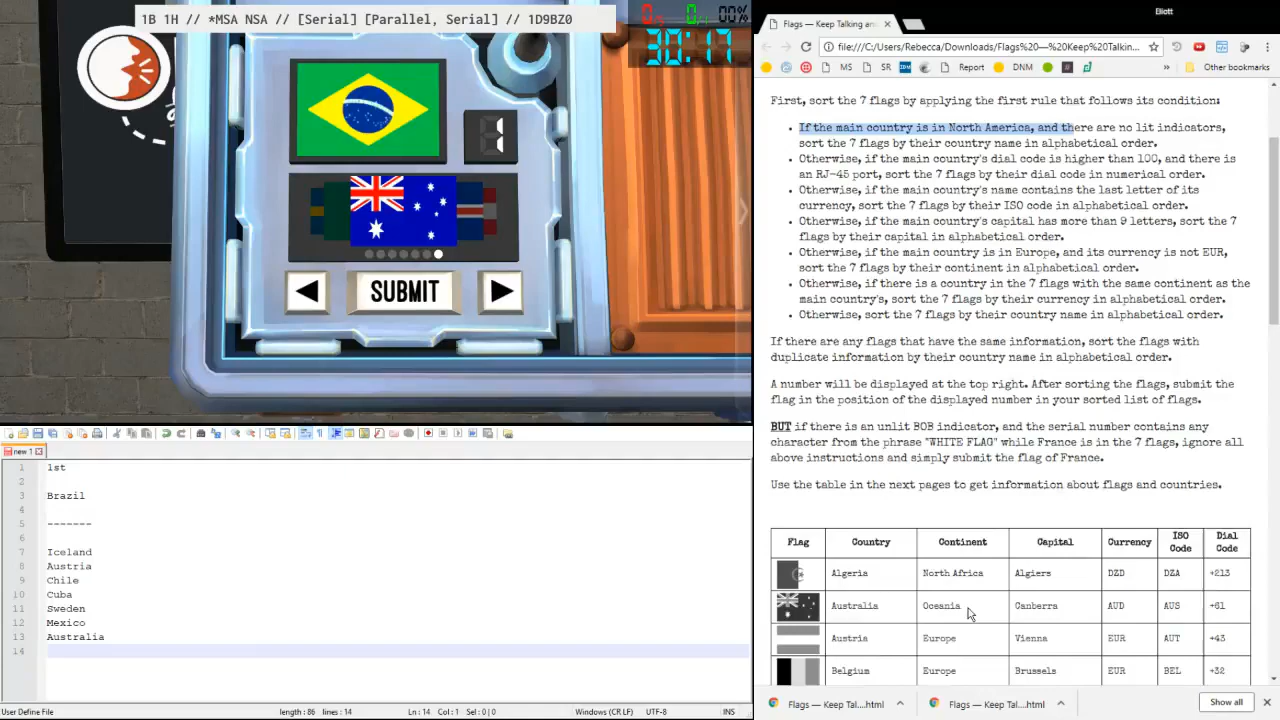 1B 1H // *MSA NSA // [Serial] [Parallel, Serial] // 1D9BZ0
00%
30:17
1
SUBMIT
new 1
1 1st
2
3 Brazil
4
5 -------
6
7 Iceland
8 Austria
9 Chile
10 Cuba
11 Sweden
12 Mexico
13 Australia
14
User Define File length : 86 lines : 14 Ln : 14 Col : 1 Sel : 0 | 0 Windows (CR LF) UTF-8 INS
Eliott
Flags — Keep Talking an
file:///C:/Users/Rebecca/Downloads/Flags%20—%20Keep%20Talkin...
MS SR IDM Report DNM Other bookmarks
First, sort the 7 flags by applying the first rule that follows its condition:
• If the main country is in North America, and there are no lit indicators,
sort the 7 flags by their country name in alphabetical order.
• Otherwise, if the main country's dial code is higher than 100, and there is
an RJ-45 port, sort the 7 flags by their dial code in numerical order.
• Otherwise, if the main country's name contains the last letter of its
currency, sort the 7 flags by their ISO code in alphabetical order.
• Otherwise, if the main country's capital has more than 9 letters, sort the 7
flags by their capital in alphabetical order.
• Otherwise, if the main country is in Europe, and its currency is not EUR,
sort the 7 flags by their continent in alphabetical order.
• Otherwise, if there is a country in the 7 flags with the same continent as the
main country's, sort the 7 flags by their currency in alphabetical order.
• Otherwise, sort the 7 flags by their country name in alphabetical order.
If there are any flags that have the same information, sort the flags with
duplicate information by their country name in alphabetical order.
A number will be displayed at the top right. After sorting the flags, submit the
flag in the position of the displayed number in your sorted list of flags.
BUT if there is an unlit BOB indicator, and the serial number contains any
character from the phrase "WHITE FLAG" while France is in the 7 flags, ignore all
above instructions and simply submit the flag of France.
Use the table in the next pages to get information about flags and countries.
Flag Country Continent Capital Currency ISO Code Dial Code
Algeria North Africa Algiers DZD DZA +213
Australia Oceania Canberra AUD AUS +61
Austria Europe Vienna EUR AUT +43
Belgium Europe Brussels EUR BEL +32
Flags — Keep Tal....html Flags — Keep Tal....html Show all